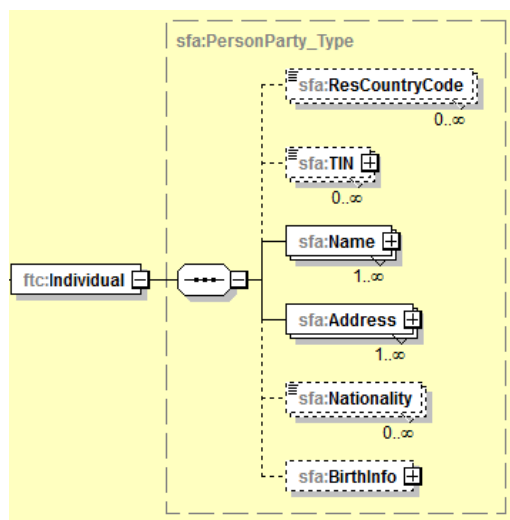 sfa:PersonParty_Type
sfa:ResCountryCode
0..∞
sfa:TIN
0..∞
sfa:Name
1..∞
ftc:Individual
sfa:Address
1..∞
sfa:Nationality
0..∞
sfa:BirthInfo